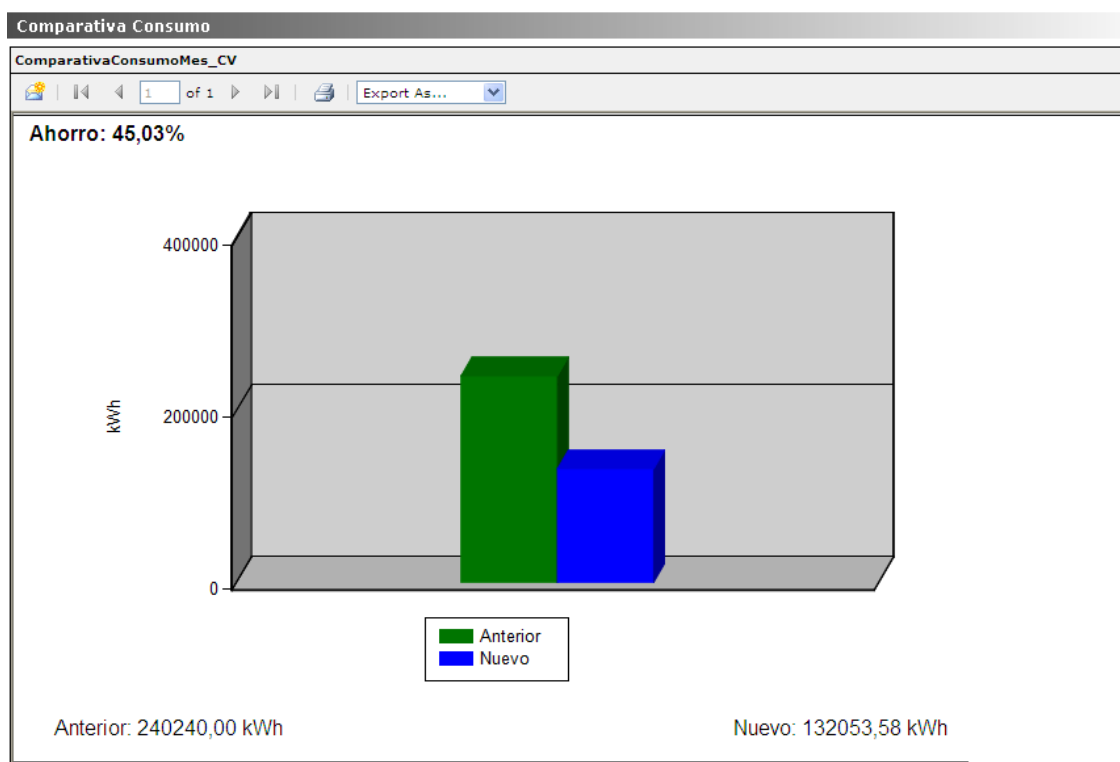 Comparativa Consumo
ComparativaConsumoMes_CV
1 of 1 Export As...
Ahorro: 45,03%
400000
200000
0
kWh
Anterior
Nuevo
Anterior: 240240,00 kWh
Nuevo: 132053,58 kWh